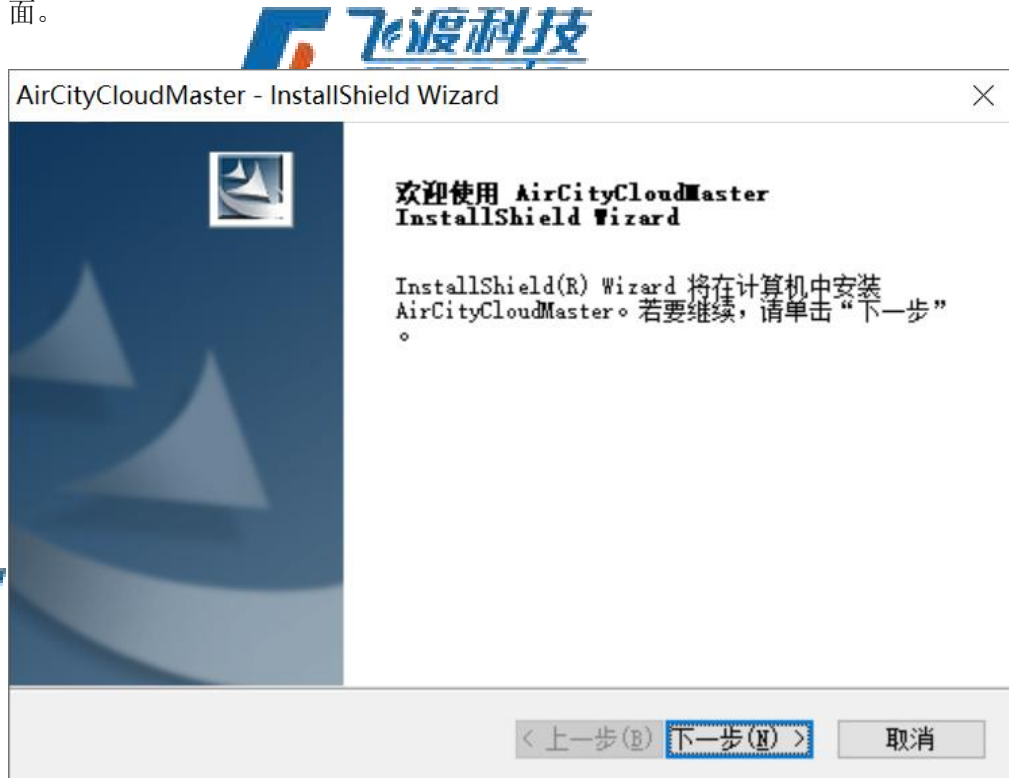 面。
飞渡科技
AirCityCloudMaster - InstallShield Wizard
欢迎使用 AirCityCloudMaster
InstallShield Wizard
InstallShield(R) Wizard 将在计算机中安装
AirCityCloudMaster。若要继续，请单击“下一步”
。
< 上一步(B)
下一步(N) >
取消